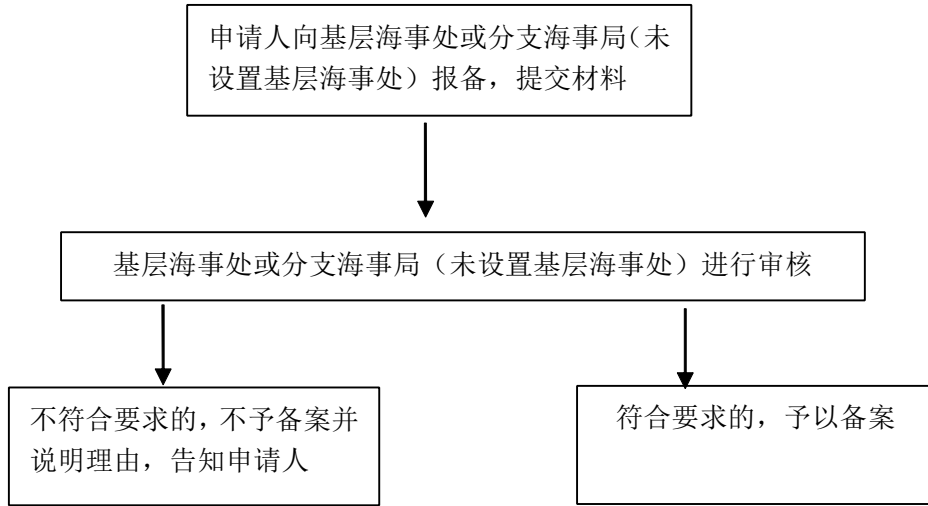 申请人向基层海事处或分支海事局（未
设置基层海事处）报备，提交材料
基层海事处或分支海事局（未设置基层海事处）进行审核
不符合要求的，不予备案并
说明理由，告知申请人
符合要求的，予以备案